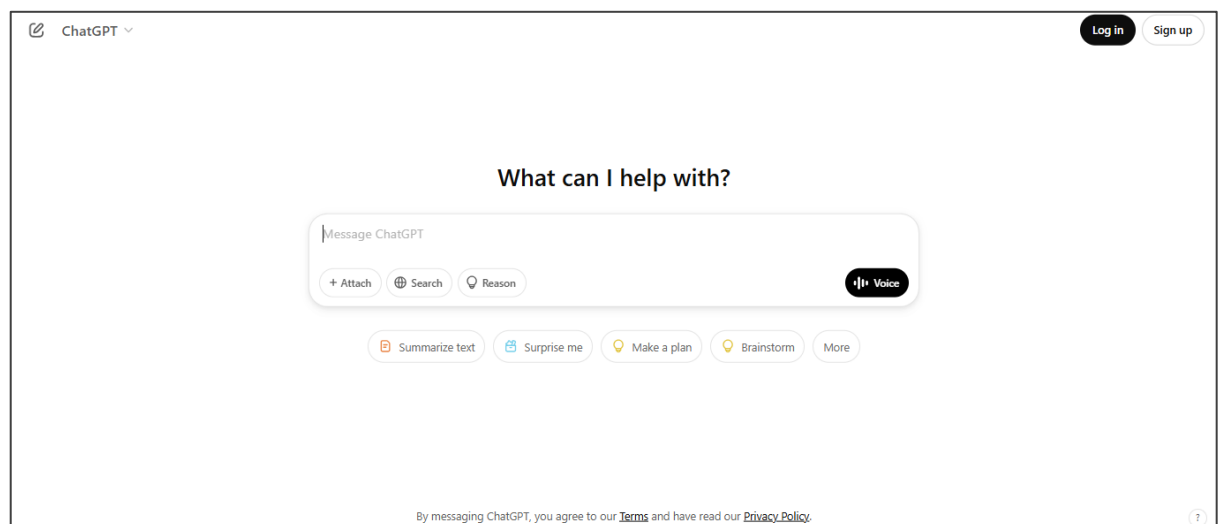 ChatGPT
Log in
Sign up
What can I help with?
Message ChatGPT
+ Attach
Search
Reason
Voice
Summarize text
Surprise me
Make a plan
Brainstorm
More
By messaging ChatGPT, you agree to our Terms and have read our Privacy Policy.
?